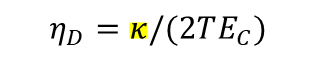 η_D = κ/(2TE_C)